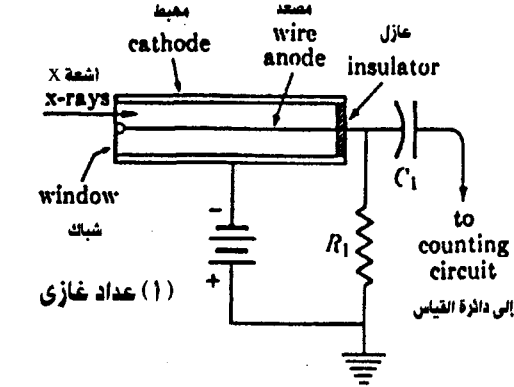 مهبط
cathode
مصعد
wire
anode
عازل
insulator
اشعة X
x-rays
window
شباك
C₁
to
counting
circuit
إلى دائرة القياس
R₁
−
+
(١) عداد غازى